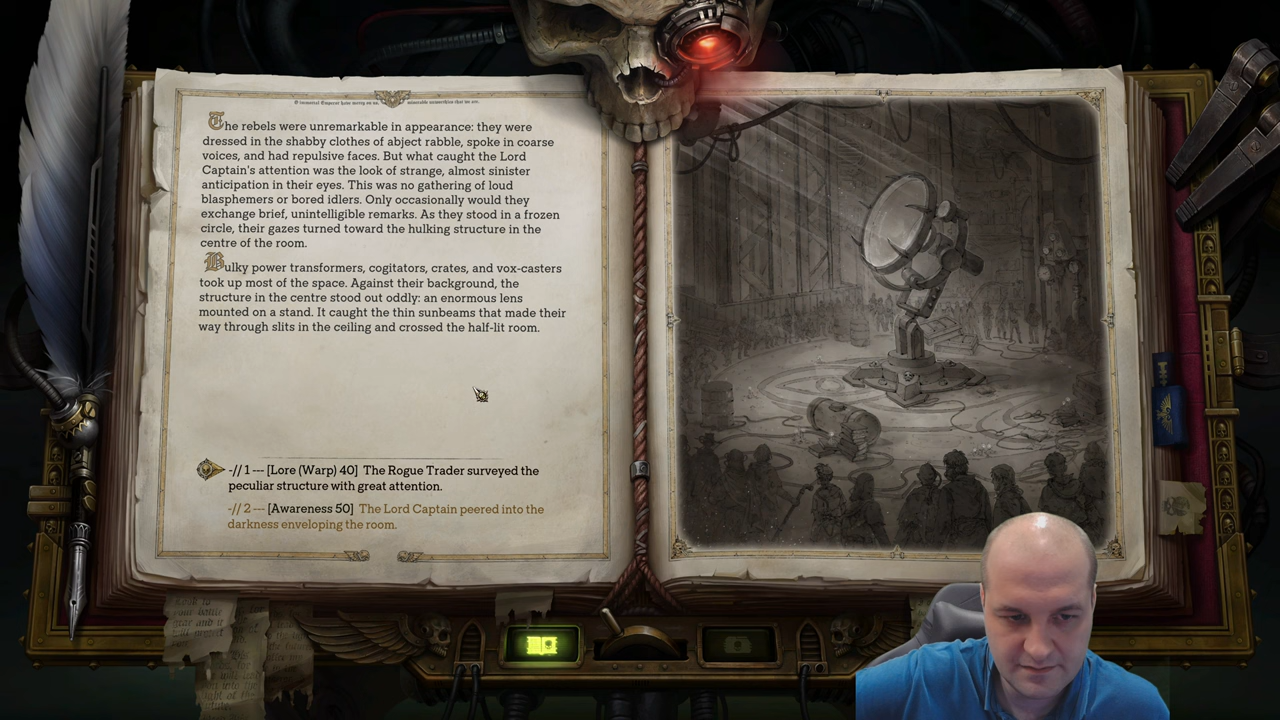 The rebels were unremarkable in appearance: they were
dressed in the shabby clothes of abject rabble, spoke in coarse
voices, and had repulsive faces. But what caught the Lord
Captain's attention was the look of strange, almost sinister
anticipation in their eyes. This was no gathering of loud
blasphemers or bored idlers. Only occasionally would they
exchange brief, unintelligible remarks. As they stood in a frozen
circle, their gazes turned toward the hulking structure in the
centre of the room.
Bulky power transformers, cogitators, crates, and vox-casters
took up most of the space. Against their background, the
structure in the centre stood out oddly: an enormous lens
mounted on a stand. It caught the thin sunbeams that made their
way through slits in the ceiling and crossed the half-lit room.
-// 1 --- [Lore (Warp) 40] The Rogue Trader surveyed the
peculiar structure with great attention.
-// 2 --- [Awareness 50] The Lord Captain peered into the
darkness enveloping the room.